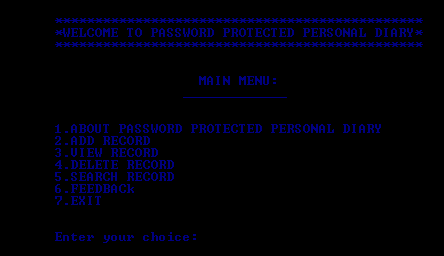 **********************************************
*WELCOME TO PASSWORD PROTECTED PERSONAL DIARY*
**********************************************
MAIN MENU:
_____________
1.ABOUT PASSWORD PROTECTED PERSONAL DIARY
2.ADD RECORD
3.VIEW RECORD
4.DELETE RECORD
5.SEARCH RECORD
6.FEEDBACK
7.EXIT
Enter your choice: